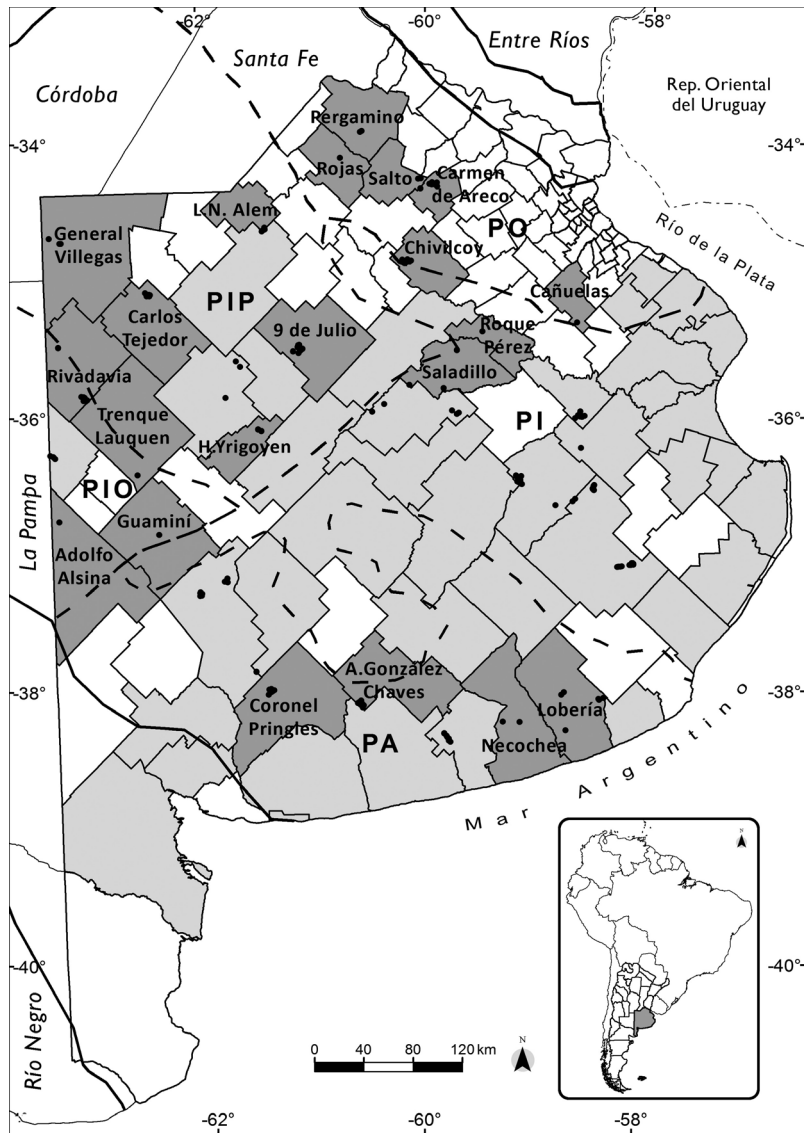 -62°
-60°
-58°
Entre Ríos
Santa Fe
Córdoba
Rep. Oriental
del Uruguay
-34°
-34°
Pergamino
Rojas
Salto
Carmen
de Areco
L.N. Alem
General
Villegas
PO
Río de la Plata
Chivilcoy
PIP
Cañuelas
Carlos
Tejedor
9 de Julio
Roque
Pérez
Saladillo
Rivadavia
Trenque
Lauquen
-36°
-36°
PI
H.Yrigoyen
PIO
La Pampa
Guaminí
Adolfo
Alsina
-38°
-38°
A.González
Chaves
Coronel
Pringles
Lobería
Necochea
PA
Mar Argentino
N
-40°
-40°
Río Negro
N
0 40 80 120 km
-62°
-60°
-58°